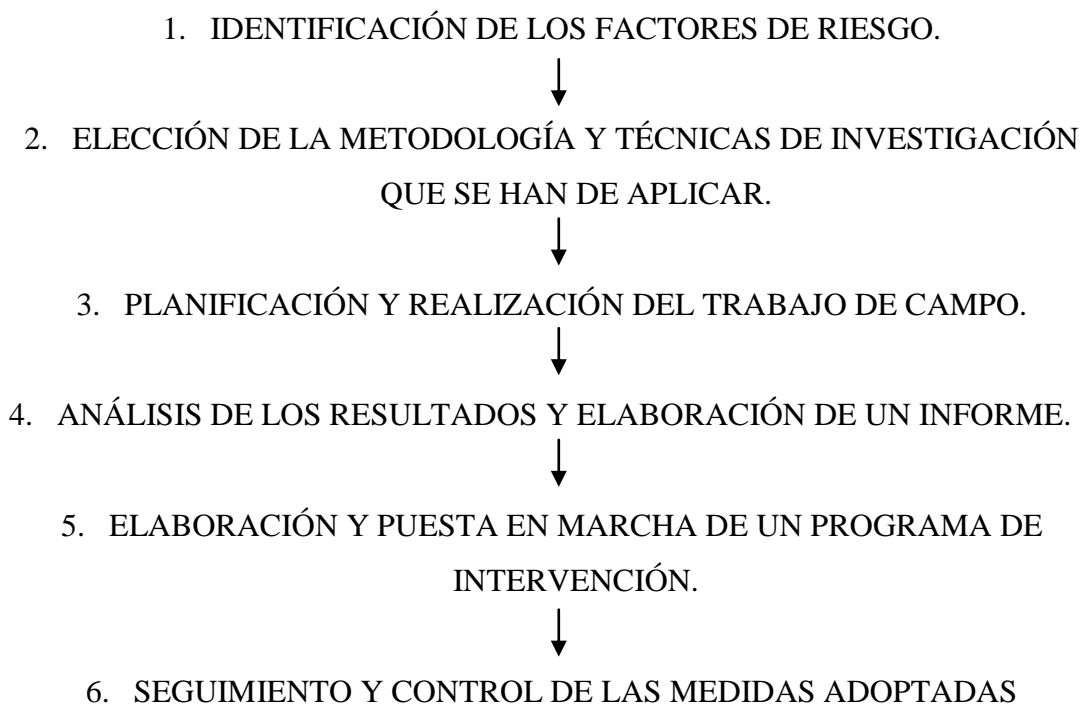 1. IDENTIFICACIÓN DE LOS FACTORES DE RIESGO.
2. ELECCIÓN DE LA METODOLOGÍA Y TÉCNICAS DE INVESTIGACIÓN
QUE SE HAN DE APLICAR.
3. PLANIFICACIÓN Y REALIZACIÓN DEL TRABAJO DE CAMPO.
4. ANÁLISIS DE LOS RESULTADOS Y ELABORACIÓN DE UN INFORME.
5. ELABORACIÓN Y PUESTA EN MARCHA DE UN PROGRAMA DE
INTERVENCIÓN.
6. SEGUIMIENTO Y CONTROL DE LAS MEDIDAS ADOPTADAS